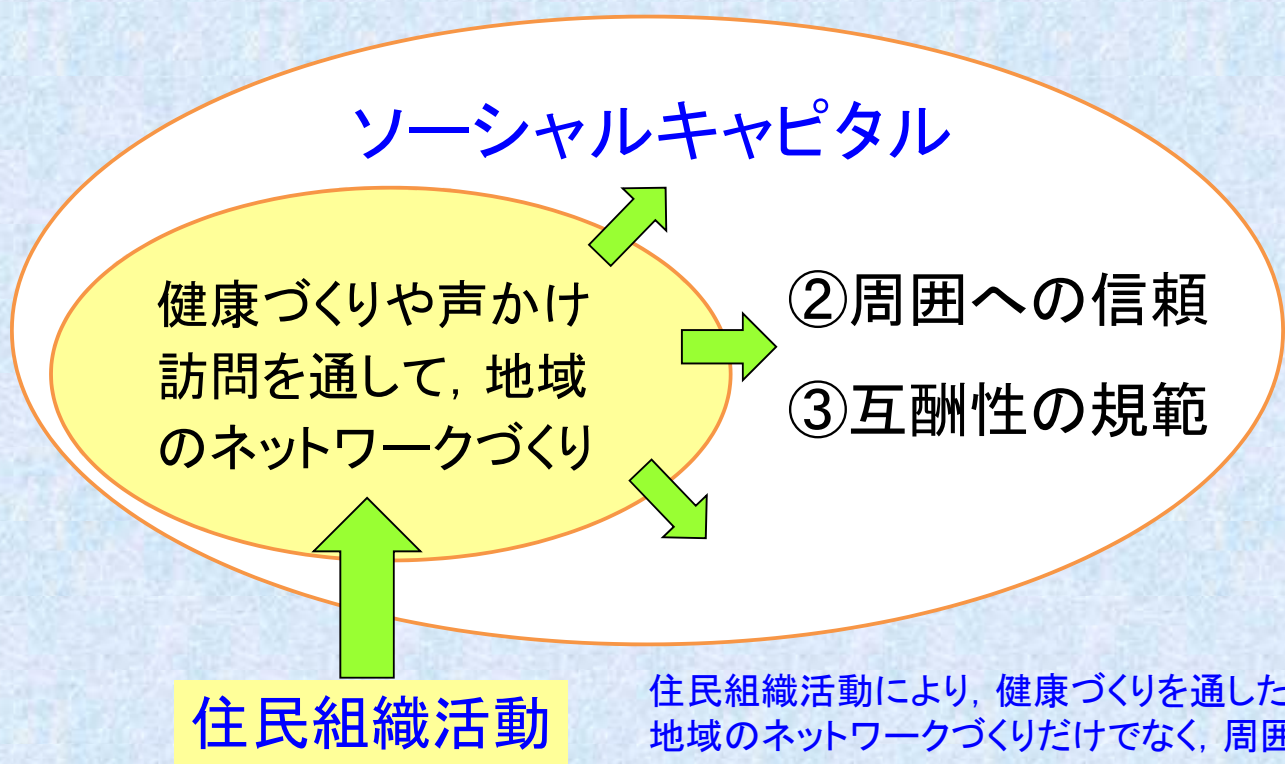 ソーシャルキャピタル
健康づくりや声かけ
訪問を通して，地域
のネットワークづくり
②周囲への信頼
③互酬性の規範
住民組織活動
住民組織活動により，健康づくりを通した
地域のネットワークづくりだけでなく，周囲